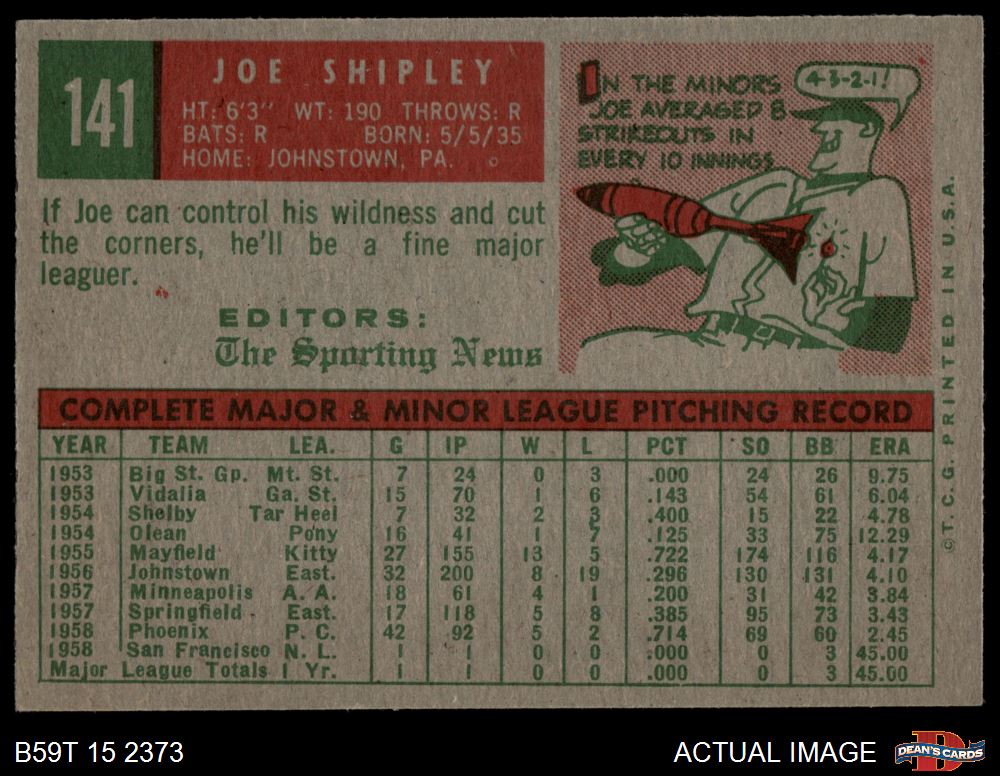 141
JOE SHIPLEY
HT: 6'3" WT: 190 THROWS: R
BATS: R BORN: 5/5/35
HOME: JOHNSTOWN, PA.
If Joe can control his wildness and cut
the corners, he'll be a fine major
leaguer.
EDITORS:
The Sporting News
IN THE MINORS
JOE AVERAGED 8
STRIKEOUTS IN
EVERY 10 INNINGS
4-3-2-1!
COMPLETE MAJOR & MINOR LEAGUE PITCHING RECORD
YEAR TEAM LEA. G IP W L PCT SO BB ERA
1953 Big St. Gp. Mt. St. 7 24 0 3 .000 24 26 9.75
1953 Vidalia Ga. St. 15 70 1 6 .143 54 61 6.04
1954 Shelby Tar Heel 7 32 2 3 .400 15 22 4.78
1954 Olean Pony 16 41 1 7 .125 33 75 12.29
1955 Mayfield Kitty 27 155 13 5 .722 174 116 4.17
1956 Johnstown East. 32 200 8 19 .296 130 131 4.10
1957 Minneapolis A. A. 18 61 4 1 .200 31 42 3.84
1957 Springfield East. 17 118 5 8 .385 95 73 3.43
1958 Phoenix P. C. 42 92 5 2 .714 69 60 2.45
1958 San Francisco N. L. 1 1 0 0 .000 0 3 45.00
Major League Totals 1 Yr. 1 1 0 0 .000 0 3 45.00
© T. C. G. PRINTED IN U.S.A.
B59T 15 2373
ACTUAL IMAGE
DEAN'S CARDS